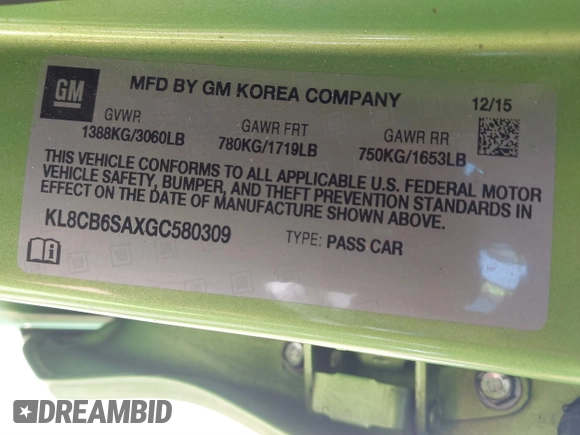 GM
MFD BY GM KOREA COMPANY
12/15
GVWR
GAWR FRT
GAWR RR
1388KG/3060LB
780KG/1719LB
750KG/1653LB
THIS VEHICLE CONFORMS TO ALL APPLICABLE U.S. FEDERAL MOTOR
VEHICLE SAFETY, BUMPER, AND THEFT PREVENTION STANDARDS IN
EFFECT ON THE DATE OF MANUFACTURE SHOWN ABOVE.
KL8CB6SAXGC580309
TYPE: PASS CAR
DREAMBID